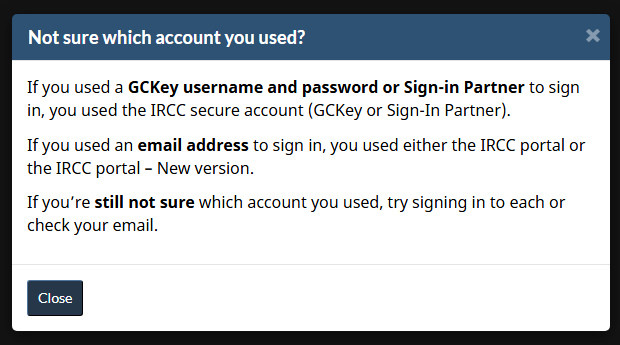 Not sure which account you used?
If you used a GCKey username and password or Sign-in Partner to sign
in, you used the IRCC secure account (GCKey or Sign-In Partner).
If you used an email address to sign in, you used either the IRCC portal or
the IRCC portal – New version.
If you’re still not sure which account you used, try signing in to each or
check your email.
Close